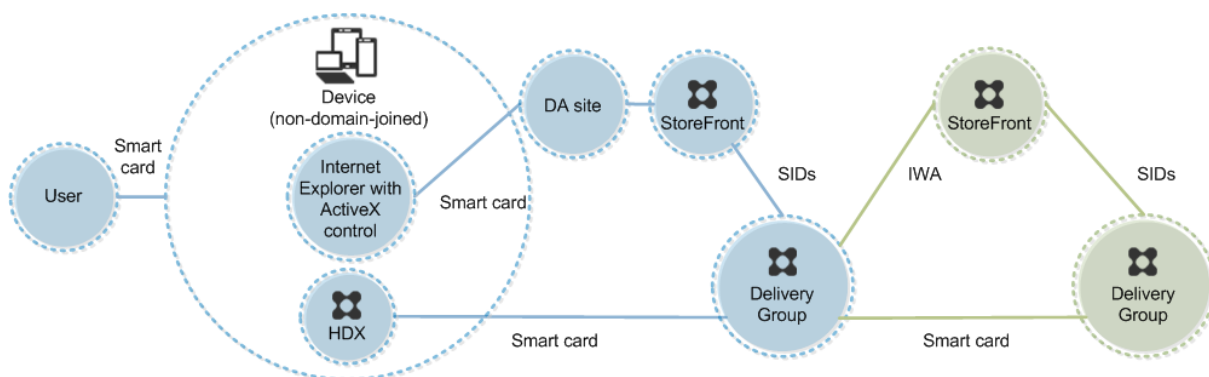 Device
(non-domain-joined)
DA site
StoreFront
StoreFront
Smart
card
User
Internet
Explorer with
ActiveX
control
Smart card
SIDs
IWA
SIDs
HDX
Delivery
Group
Delivery
Group
Smart card
Smart card